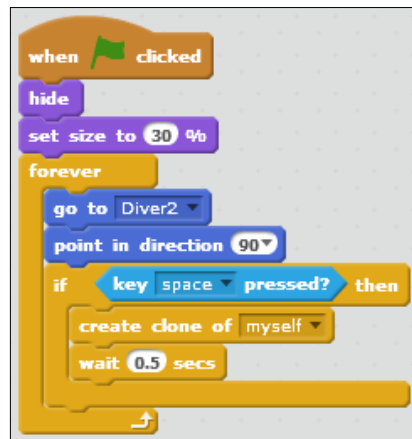 when clicked
hide
set size to 30 %
forever
go to Diver2
point in direction 90
if key space pressed? then
create clone of myself
wait 0.5 secs